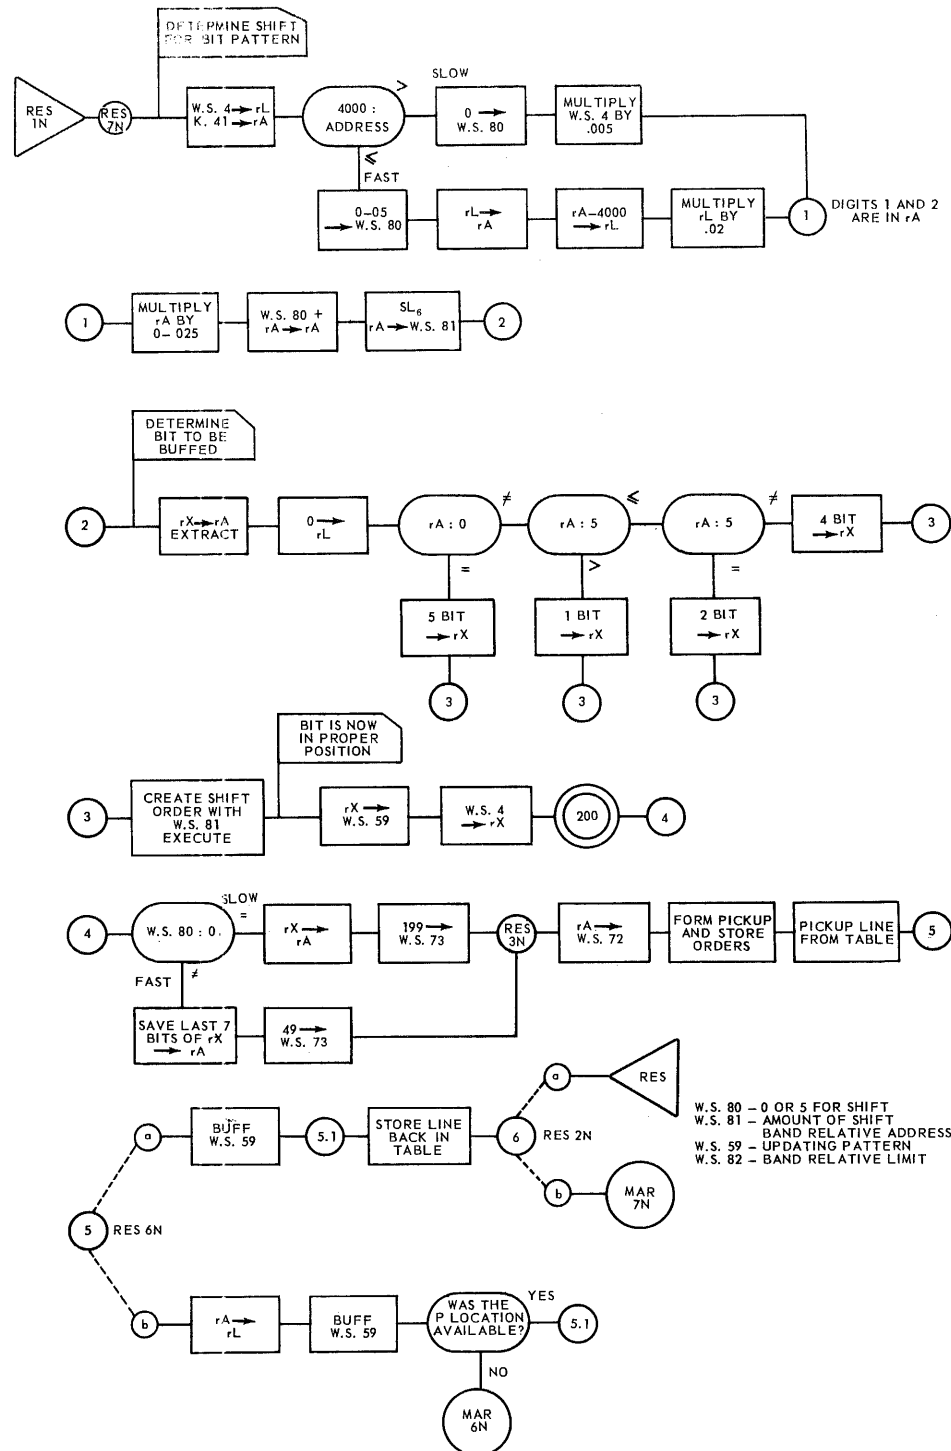 DETERMINE SHIFT
FOR BIT PATTERN
RES
1N
RES
7N
W.S. 4 → rL
K. 41 → rA
4000 :
ADDRESS
>
SLOW
0 →
W.S. 80
MULTIPLY
W.S. 4 BY
.005
≤
FAST
0-05
→ W.S. 80
rL →
rA
rA-4000
→ rL
MULTIPLY
rL BY
.02
1
DIGITS 1 AND 2
ARE IN rA
1
MULTIPLY
rA BY
0-025
W.S. 80 +
rA → rA
SL6
rA → W.S. 81
2
DETERMINE
BIT TO BE
BUFFED
2
rX → rA
EXTRACT
0 →
rL
rA : 0
≠
rA : 5
≤
rA : 5
≠
4 BIT
→ rX
3
=
>
=
5 BIT
→ rX
1 BIT
→ rX
2 BIT
→ rX
3
3
3
BIT IS NOW
IN PROPER
POSITION
3
CREATE SHIFT
ORDER WITH
W.S. 81
EXECUTE
rX →
W.S. 59
W.S. 4
→ rX
200
4
4
W.S. 80 : 0
SLOW
=
rX →
rA
199 →
W.S. 73
RES
3N
rA →
W.S. 72
FORM PICKUP
AND STORE
ORDERS
PICKUP LINE
FROM TABLE
5
FAST
≠
SAVE LAST 7
BITS OF rX
→ rA
49 →
W.S. 73
a
BUFF
W.S. 59
5.1
STORE LINE
BACK IN
TABLE
6
RES 2N
a
RES
b
MAR
7N
W.S. 80 – 0 OR 5 FOR SHIFT
W.S. 81 – AMOUNT OF SHIFT
BAND RELATIVE ADDRESS
W.S. 59 – UPDATING PATTERN
W.S. 82 – BAND RELATIVE LIMIT
5
RES 6N
b
rA →
rL
BUFF
W.S. 59
WAS THE
P LOCATION
AVAILABLE?
YES
5.1
NO
MAR
6N